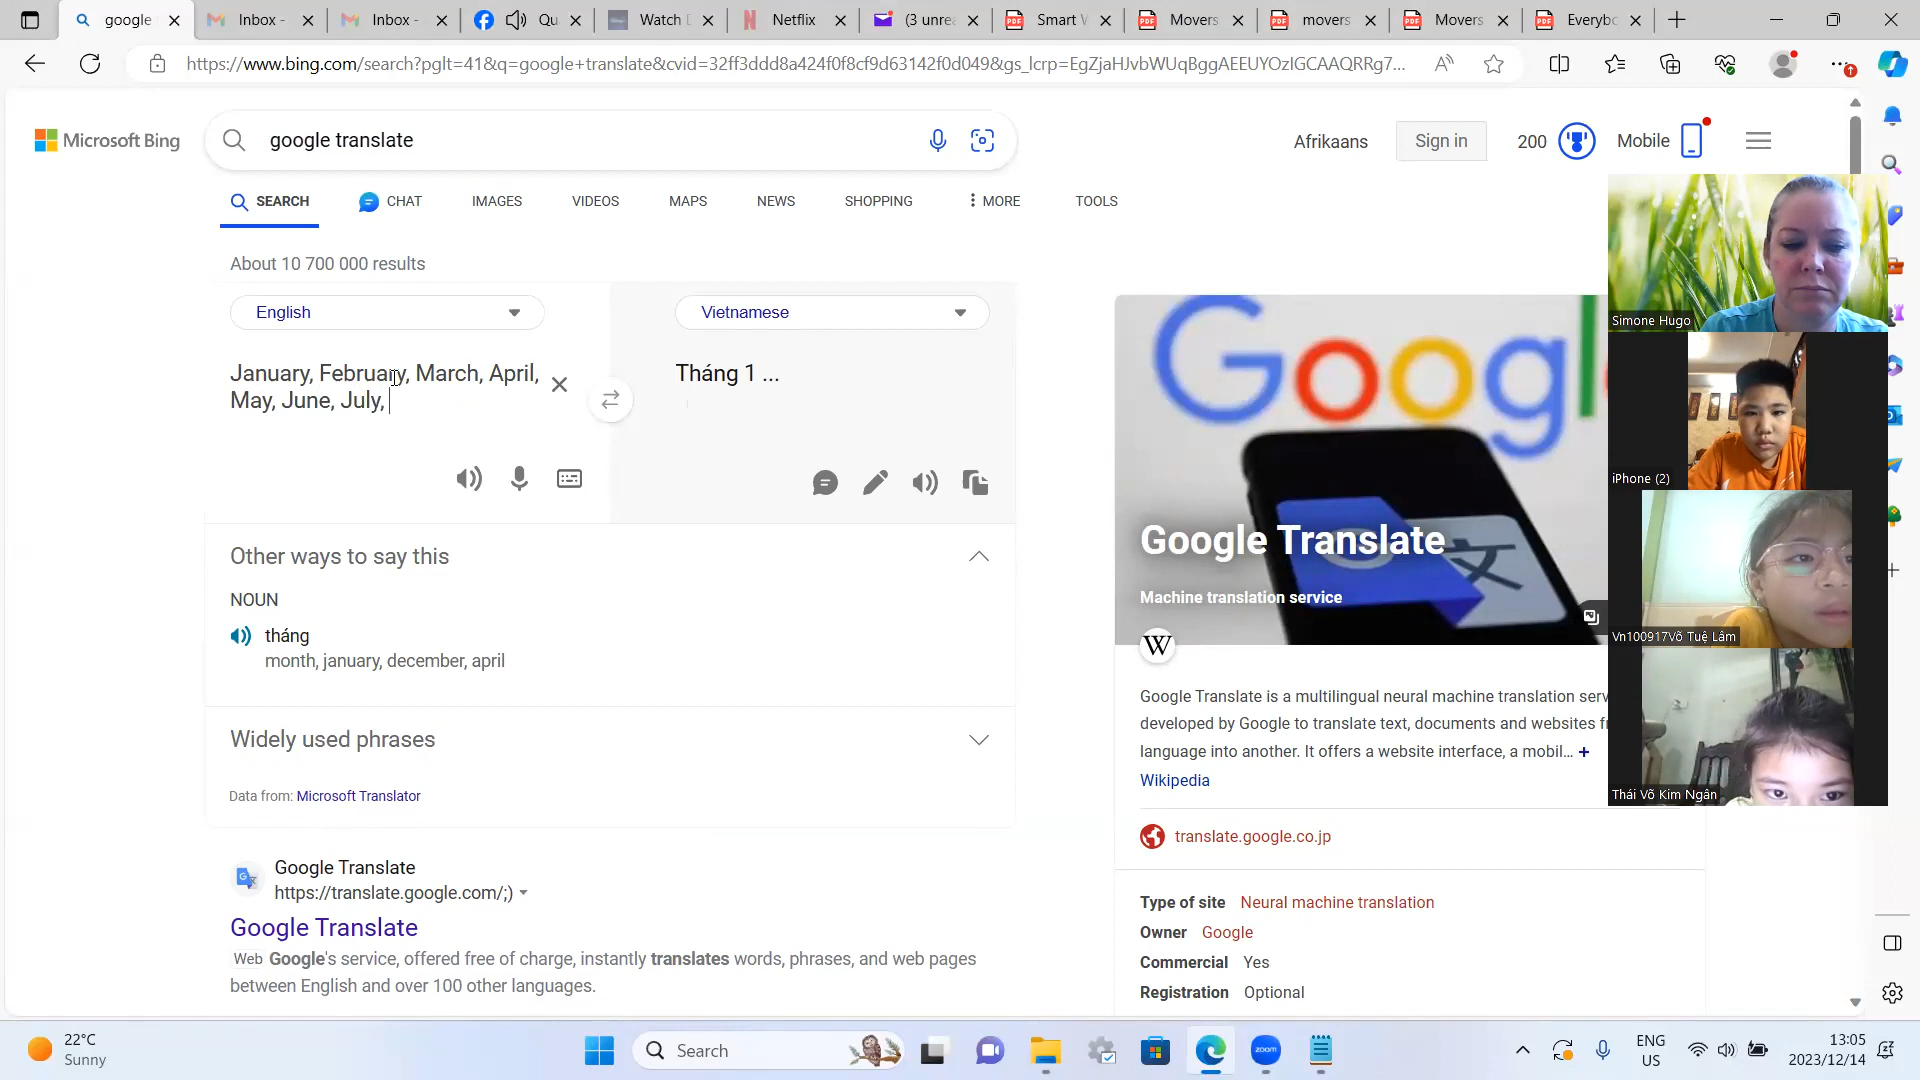 google
Inbox -
Inbox -
Qu
Watch D
Netflix
(3 unrea
Smart W
Movers
movers
Movers
Everybo
https://www.bing.com/search?pglt=41&q=google+translate&cvid=32ff3ddd8a424f0f8cf9d63142f0d049&gs_lcrp=EgZjaHJvbWUqBggAEEUYOzIGCAAQRRg7...
Microsoft Bing
google translate
Afrikaans
Sign in
200
Mobile
SEARCH
CHAT
IMAGES
VIDEOS
MAPS
NEWS
SHOPPING
MORE
TOOLS
About 10 700 000 results
English
Vietnamese
January, February, March, April,
May, June, July,
Tháng 1 ...
Other ways to say this
NOUN
tháng
month, january, december, april
Widely used phrases
Data from: Microsoft Translator
Google Translate
https://translate.google.com/;)
Google Translate
Web Google's service, offered free of charge, instantly translates words, phrases, and web pages
between English and over 100 other languages.
Google
Google Translate
Machine translation service
W
Google Translate is a multilingual neural machine translation serv
developed by Google to translate text, documents and websites f
language into another. It offers a website interface, a mobil... +
Wikipedia
translate.google.co.jp
Type of site Neural machine translation
Owner Google
Commercial Yes
Registration Optional
Simone Hugo
iPhone (2)
Vn100917Võ Tuệ Lâm
Thái Võ Kim Ngân
22°C
Sunny
Search
zoom
ENG
US
13:05
2023/12/14